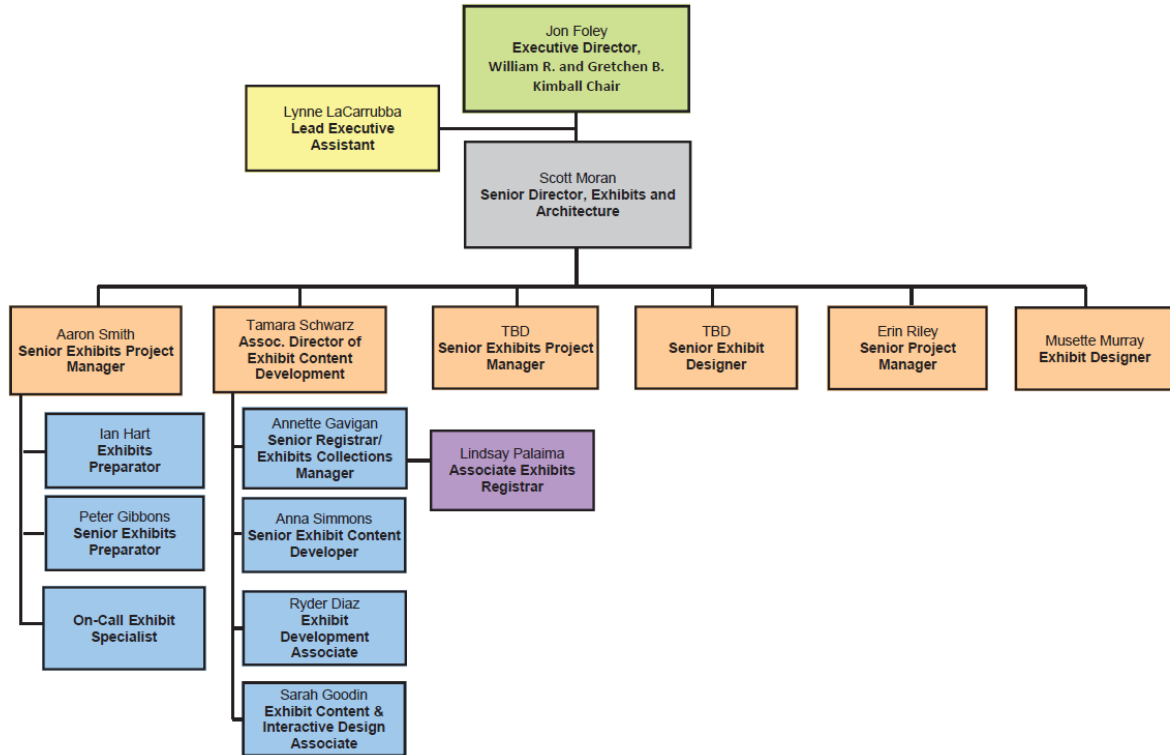 Jon Foley
Executive Director,
William R. and Gretchen B.
Kimball Chair
Lynne LaCarrubba
Lead Executive
Assistant
Scott Moran
Senior Director, Exhibits and
Architecture
Aaron Smith
Senior Exhibits Project
Manager
Tamara Schwarz
Assoc. Director of
Exhibit Content
Development
TBD
Senior Exhibits Project
Manager
TBD
Senior Exhibit
Designer
Erin Riley
Senior Project
Manager
Musette Murray
Exhibit Designer
Ian Hart
Exhibits
Preparator
Peter Gibbons
Senior Exhibits
Preparator
On-Call Exhibit
Specialist
Annette Gavigan
Senior Registrar/
Exhibits Collections
Manager
Lindsay Palaima
Associate Exhibits
Registrar
Anna Simmons
Senior Exhibit Content
Developer
Ryder Diaz
Exhibit
Development
Associate
Sarah Goodin
Exhibit Content &
Interactive Design
Associate